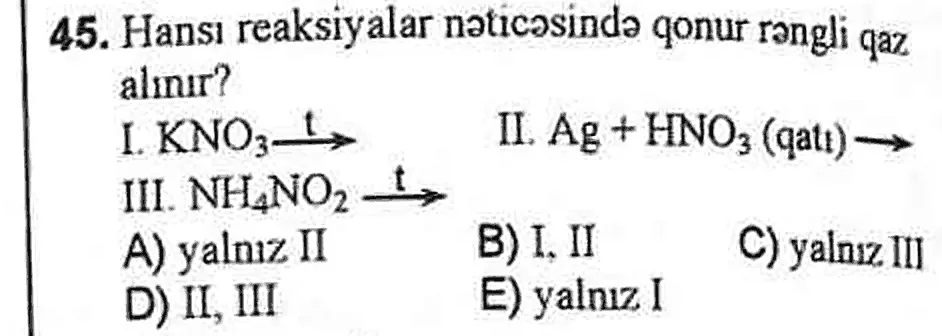 45. Hansı reaksiyalar nəticəsində qonur rəngli qaz
alınır?
I. KNO₃ —t→ II. Ag + HNO₃ (qatı) →
III. NH₄NO₂ —t→
A) yalnız II B) I, II C) yalnız III
D) II, III E) yalnız I